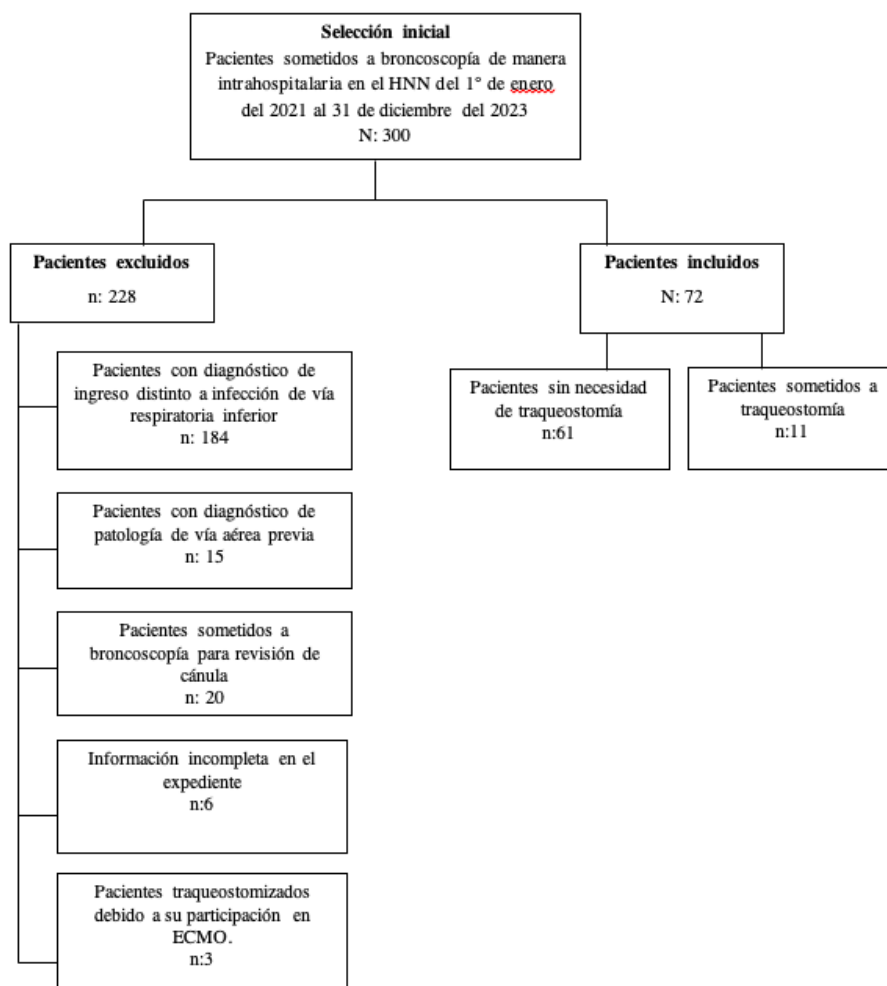 Selección inicial
Pacientes sometidos a broncoscopía de manera
intrahospitalaria en el HNN del 1° de enero
del 2021 al 31 de diciembre del 2023
N: 300
Pacientes excluidos
n: 228
Pacientes incluidos
N: 72
Pacientes con diagnóstico de
ingreso distinto a infección de vía
respiratoria inferior
n: 184
Pacientes sin necesidad
de traqueostomía
n:61
Pacientes sometidos a
traqueostomía
n:11
Pacientes con diagnóstico de
patología de vía aérea previa
n: 15
Pacientes sometidos a
broncoscopía para revisión de
cánula
n: 20
Información incompleta en el
expediente
n:6
Pacientes traqueostomizados
debido a su participación en
ECMO.
n:3